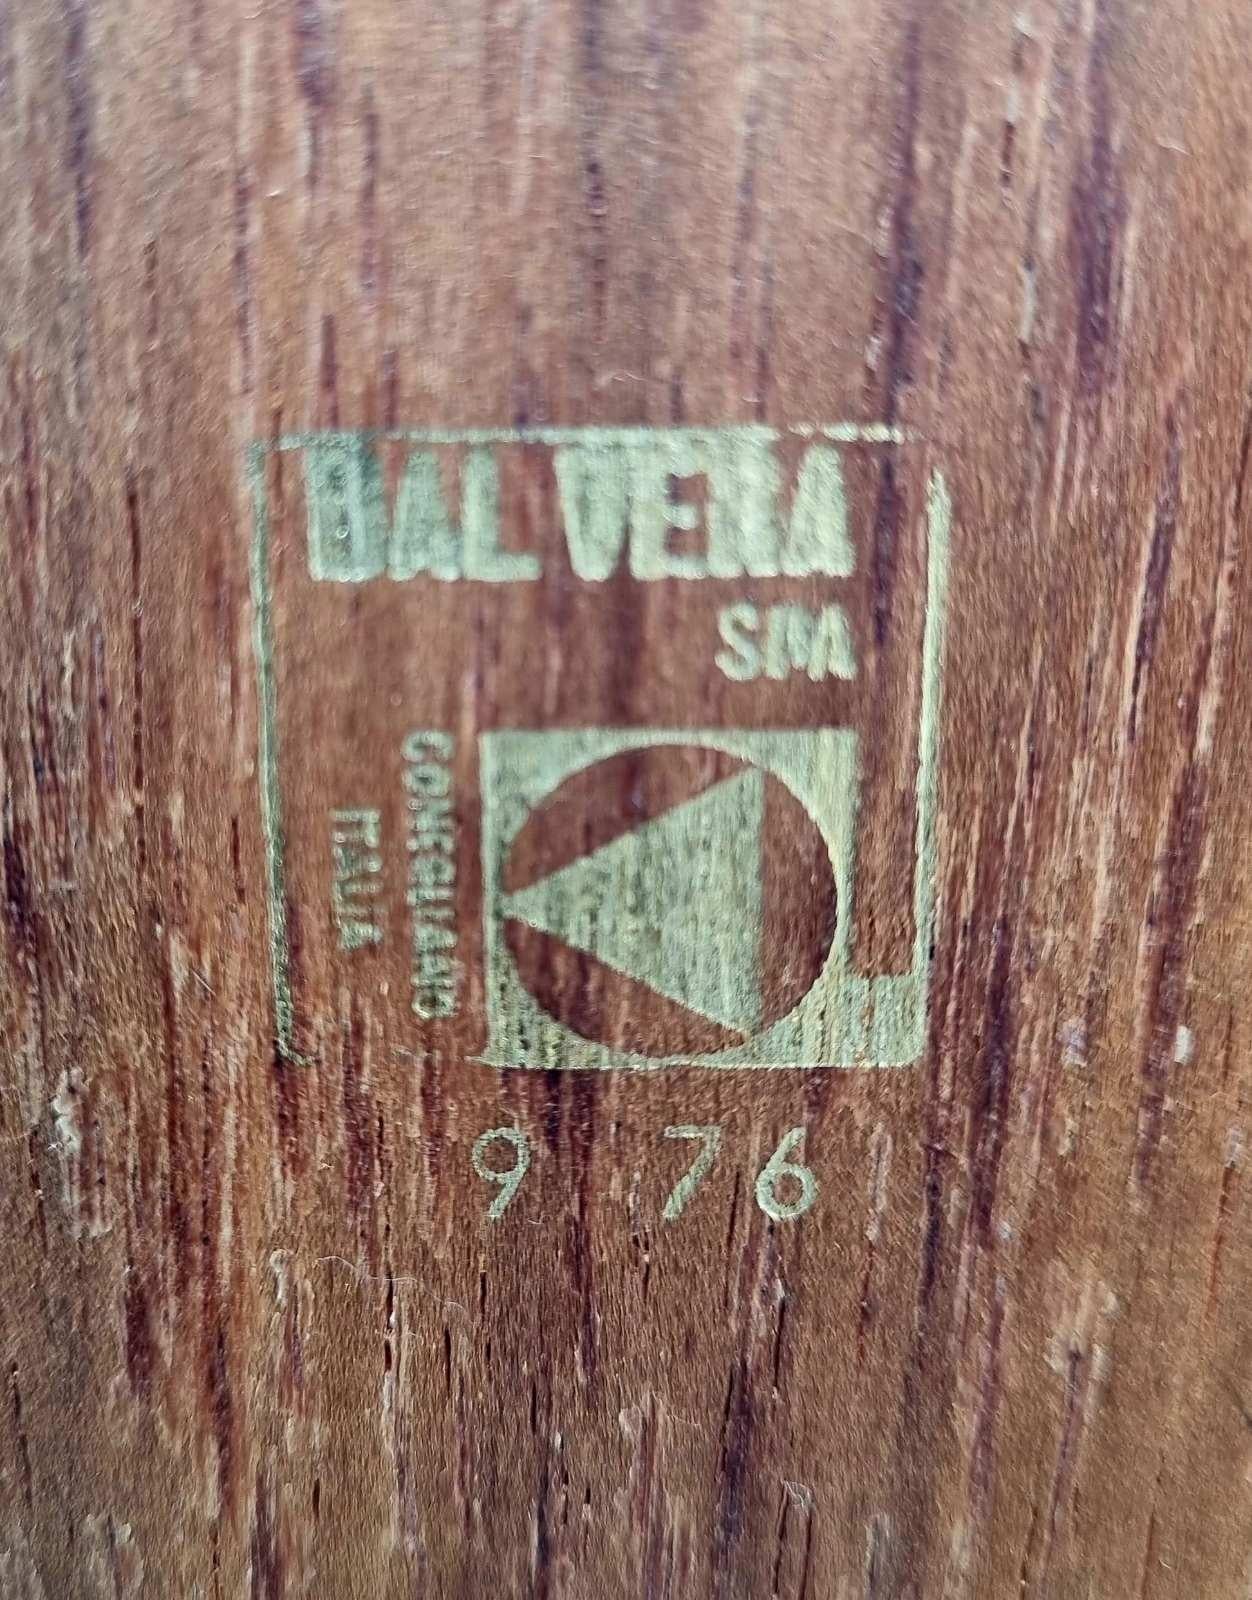 DAL VERA
SPA
CONEGLIANO
ITALIA
9 76